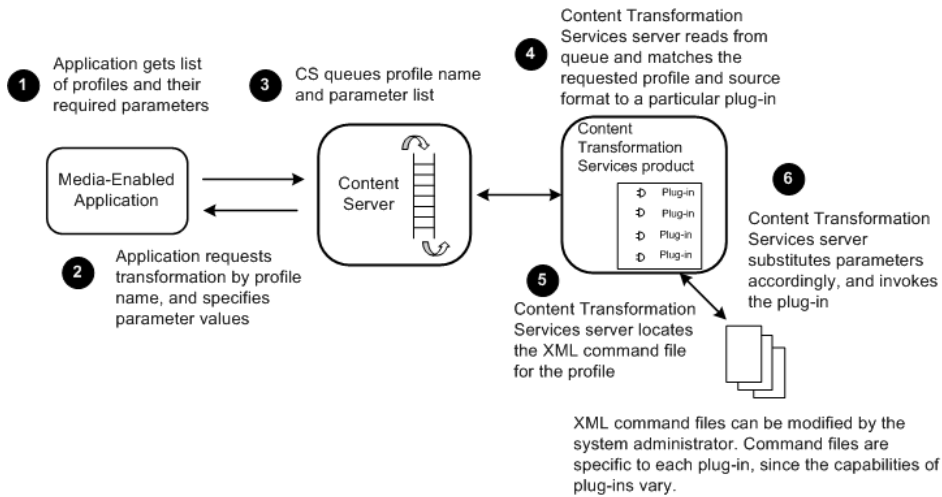 1
Application gets list
of profiles and their
required parameters
3
CS queues profile name
and parameter list
4
Content Transformation
Services server reads from
queue and matches the
requested profile and source
format to a particular plug-in
Media-Enabled
Application
Content
Server
Content
Transformation
Services product
Plug-in
Plug-in
Plug-in
Plug-in
2
Application requests
transformation by profile
name, and specifies
parameter values
5
Content Transformation
Services server locates
the XML command file
for the profile
6
Content Transformation
Services server
substitutes parameters
accordingly, and invokes
the plug-in
XML command files can be modified by the
system administrator. Command files are
specific to each plug-in, since the capabilities of
plug-ins vary.